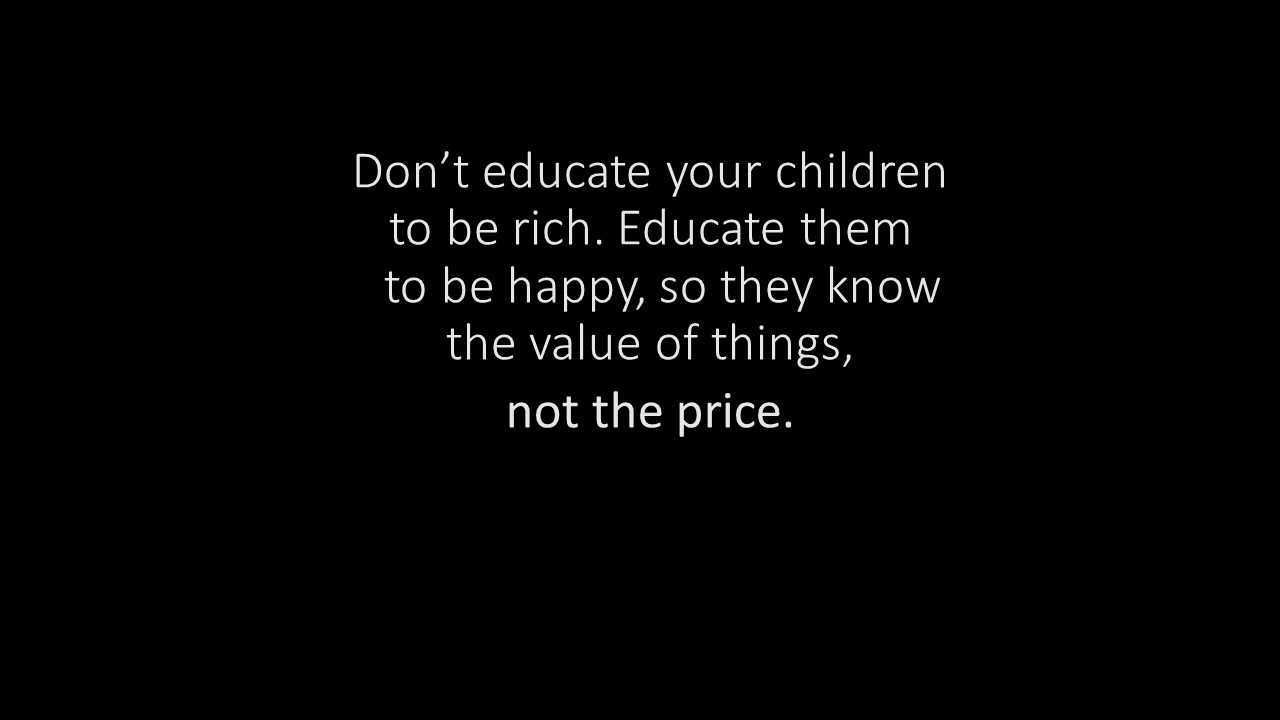 Don’t educate your children
to be rich. Educate them
to be happy, so they know
the value of things,
not the price.